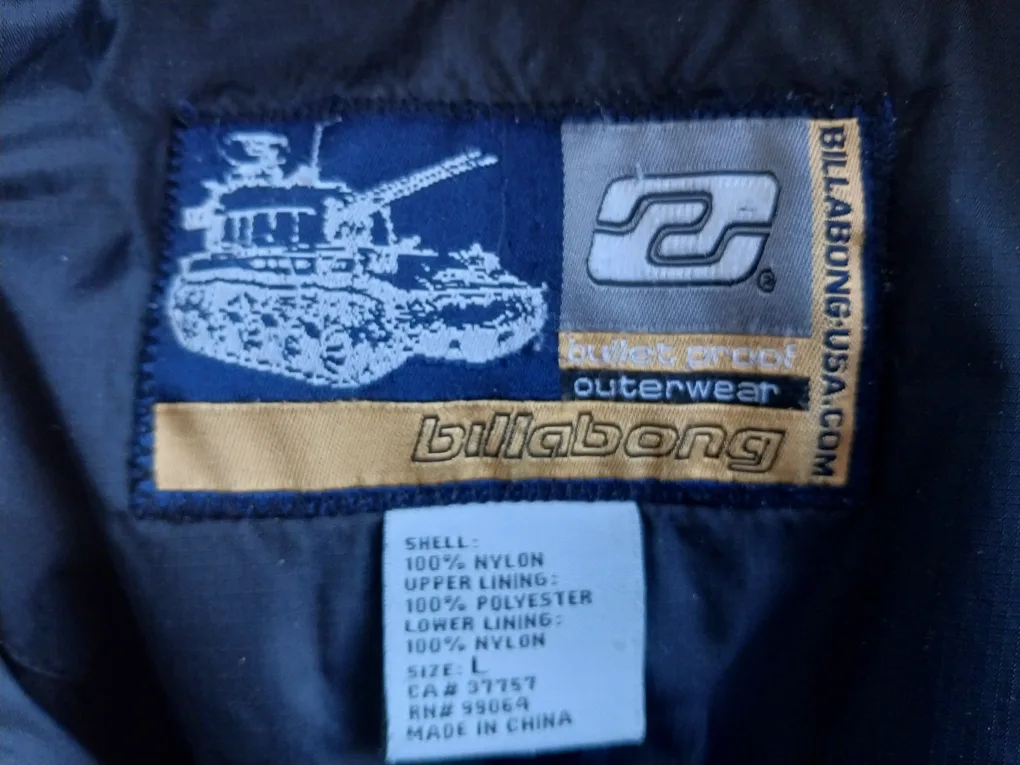 BILLABONG-USA.COM
®
bullet proof
outerwear
billabong
SHELL:
100% NYLON
UPPER LINING:
100% POLYESTER
LOWER LINING:
100% NYLON
SIZE: L
CA# 37757
RN# 99064
MADE IN CHINA